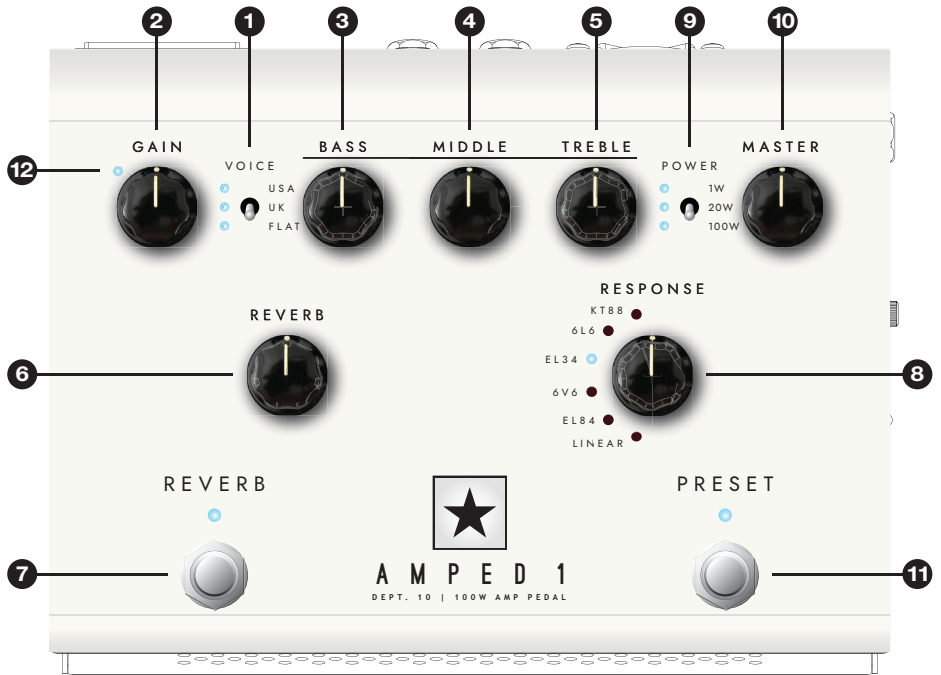 2 1 3 4 5 9 10
GAIN BASS MIDDLE TREBLE MASTER
12 VOICE POWER
USA 1W
UK 20W
FLAT 100W
RESPONSE
REVERB KT88
6L6
EL34
6 8
6V6
EL84
LINEAR
REVERB PRESET
7 AMPED 1 11
DEPT. 10 | 100W AMP PEDAL